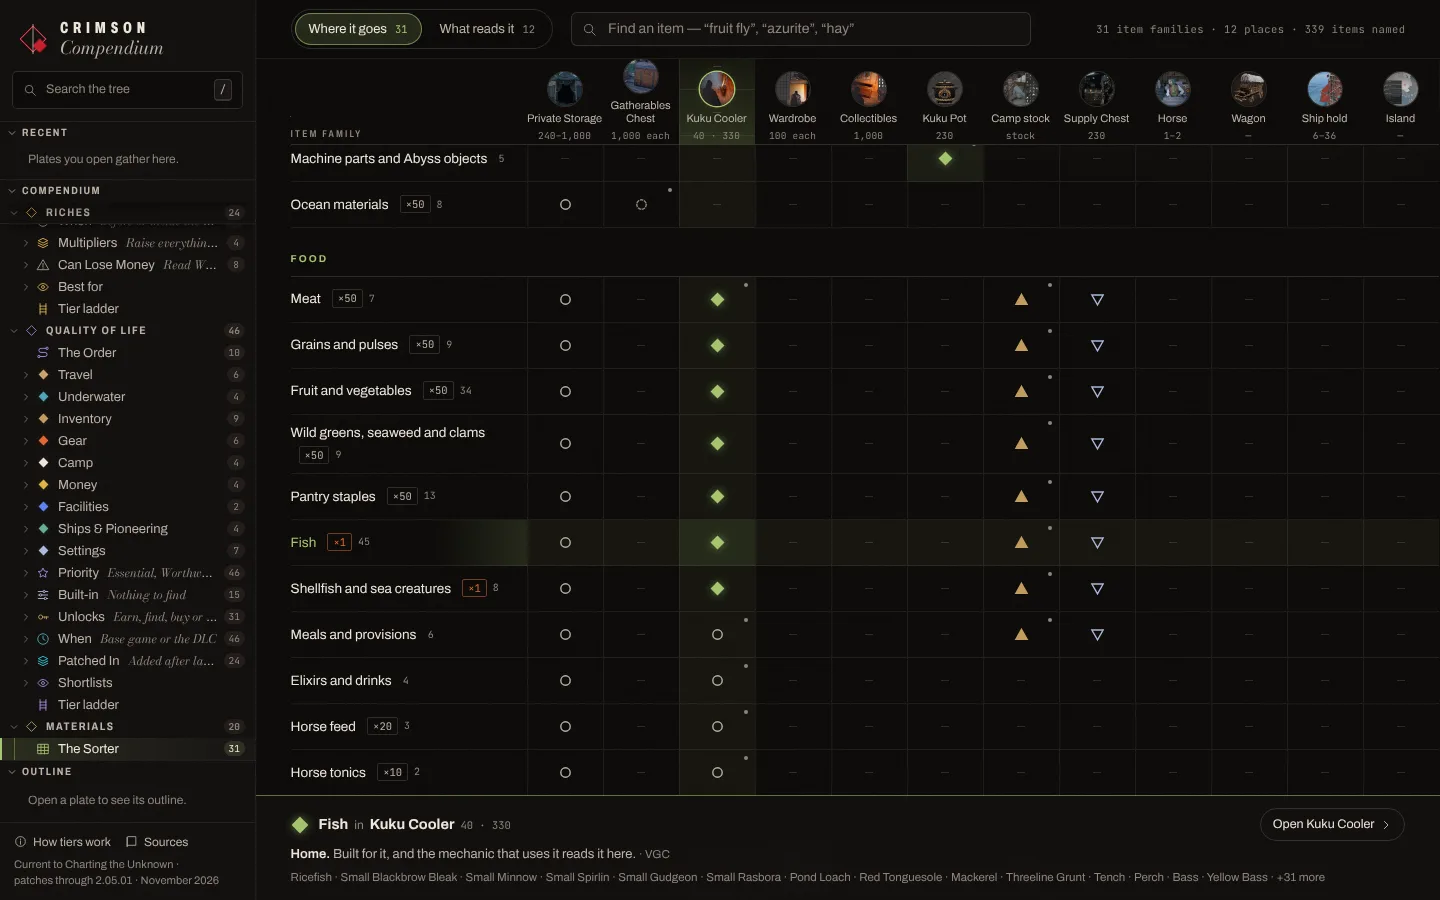 CRIMSON
Compendium
Search the tree /
RECENT
Plates you open gather here.
COMPENDIUM
RICHES 24
Multipliers Raise everythin... 4
Can Lose Money Read W... 8
Best for
Tier ladder
QUALITY OF LIFE 46
The Order 10
Travel 6
Underwater 4
Inventory 9
Gear 6
Camp 4
Money 4
Facilities 2
Ships & Pioneering 4
Settings 7
Priority Essential, Worthw... 46
Built-in Nothing to find 15
Unlocks Earn, find, buy or ... 31
When Base game or the DLC 46
Patched In Added after la... 24
Shortlists
Tier ladder
MATERIALS 20
The Sorter 31
OUTLINE
Open a plate to see its outline.
How tiers work Sources
Current to Charting the Unknown ·
patches through 2.05.01 · November 2026
Where it goes 31 What reads it 12
Find an item — “fruit fly”, “azurite”, “hay”
31 item families · 12 places · 339 items named
ITEM FAMILY
Private Storage 240–1,000
Gatherables Chest 1,000 each
Kuku Cooler 40 · 330
Wardrobe 100 each
Collectibles 1,000
Kuku Pot 230
Camp stock stock
Supply Chest 230
Horse 1–2
Wagon –
Ship hold 6–36
Island –
Machine parts and Abyss objects 5
Ocean materials ×50 8
FOOD
Meat ×50 7
Grains and pulses ×50 9
Fruit and vegetables ×50 34
Wild greens, seaweed and clams
×50 9
Pantry staples ×50 13
Fish ×1 45
Shellfish and sea creatures ×1 8
Meals and provisions 6
Elixirs and drinks 4
Horse feed ×20 3
Horse tonics ×10 2
Fish in Kuku Cooler 40 · 330
Open Kuku Cooler
Home. Built for it, and the mechanic that uses it reads it here. · VGC
Ricefish · Small Blackbrow Bleak · Small Minnow · Small Spirlin · Small Gudgeon · Small Rasbora · Pond Loach · Red Tonguesole · Mackerel · Threeline Grunt · Tench · Perch · Bass · Yellow Bass · +31 more